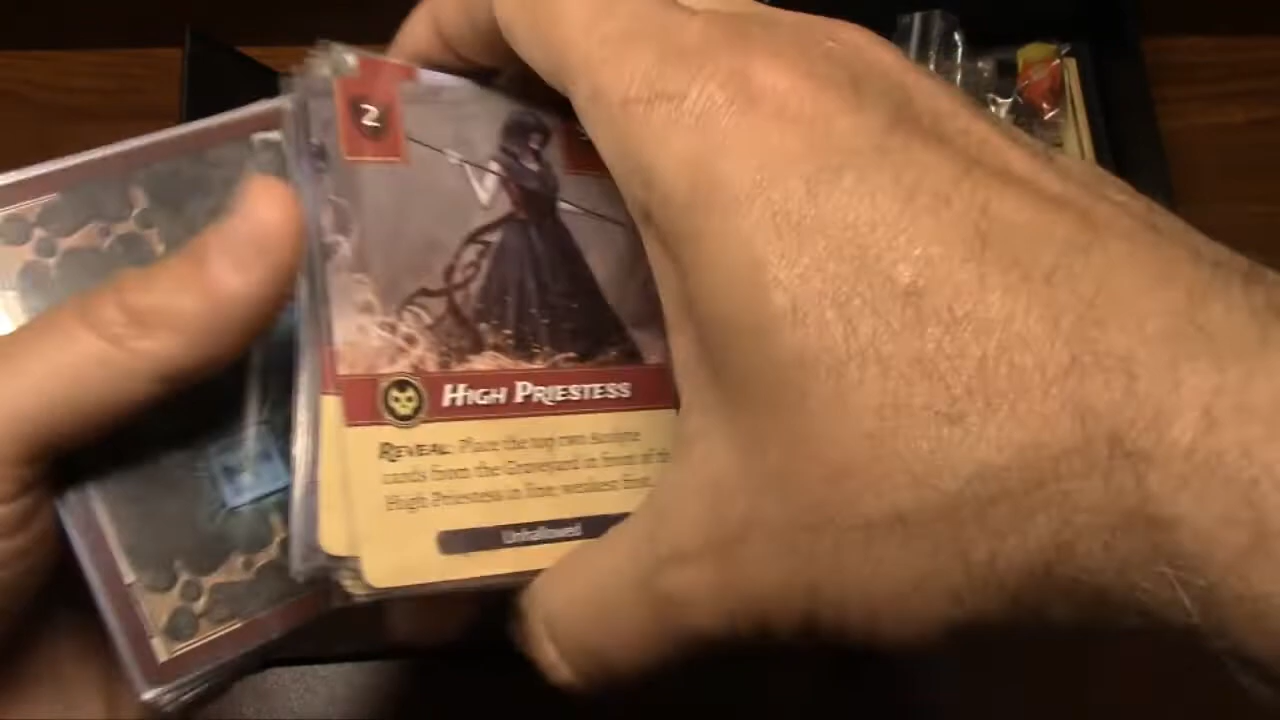 2
HIGH PRIESTESS
REVEAL: Place the top two Zombie
cards from the Graveyard in front of the
High Priestess in line, weakest first.
Unhallowed